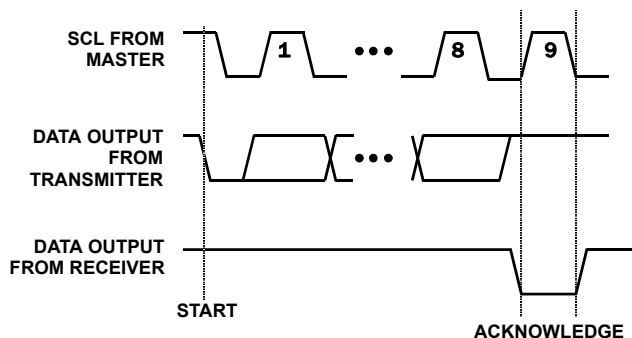 SCL FROM
MASTER
1
•••
8
9
DATA OUTPUT
FROM
TRANSMITTER
•••
DATA OUTPUT
FROM RECEIVER
START
ACKNOWLEDGE